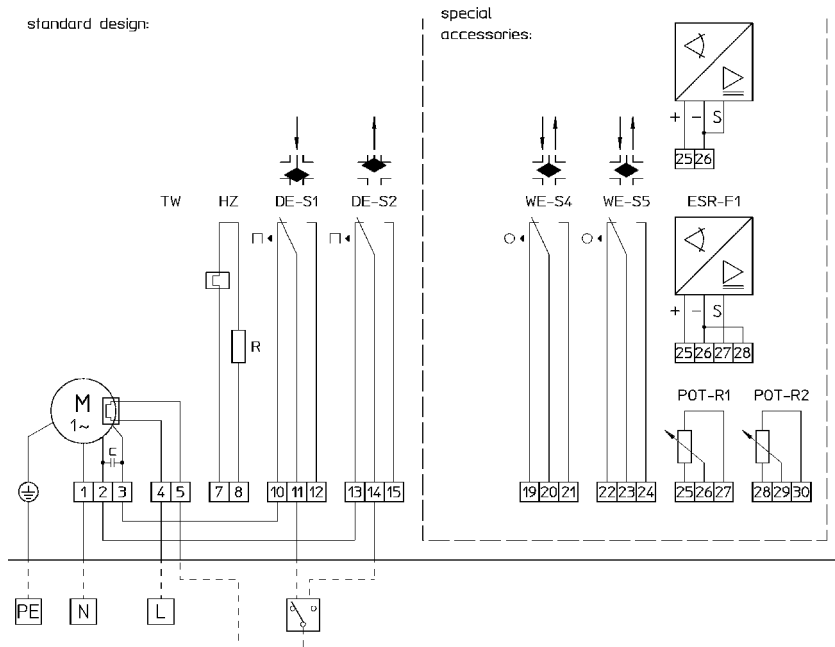 standard design:
special
accessories:
+ - S
25 26
TW HZ DE-S1 DE-S2 WE-S4 WE-S5 ESR-F1
R
+ - S
25 26 27 28
M
1~
C
POT-R1 POT-R2
1 2 3 4 5 7 8 10 11 12 13 14 15 19 20 21 22 23 24 25 26 27 28 29 30
PE N L